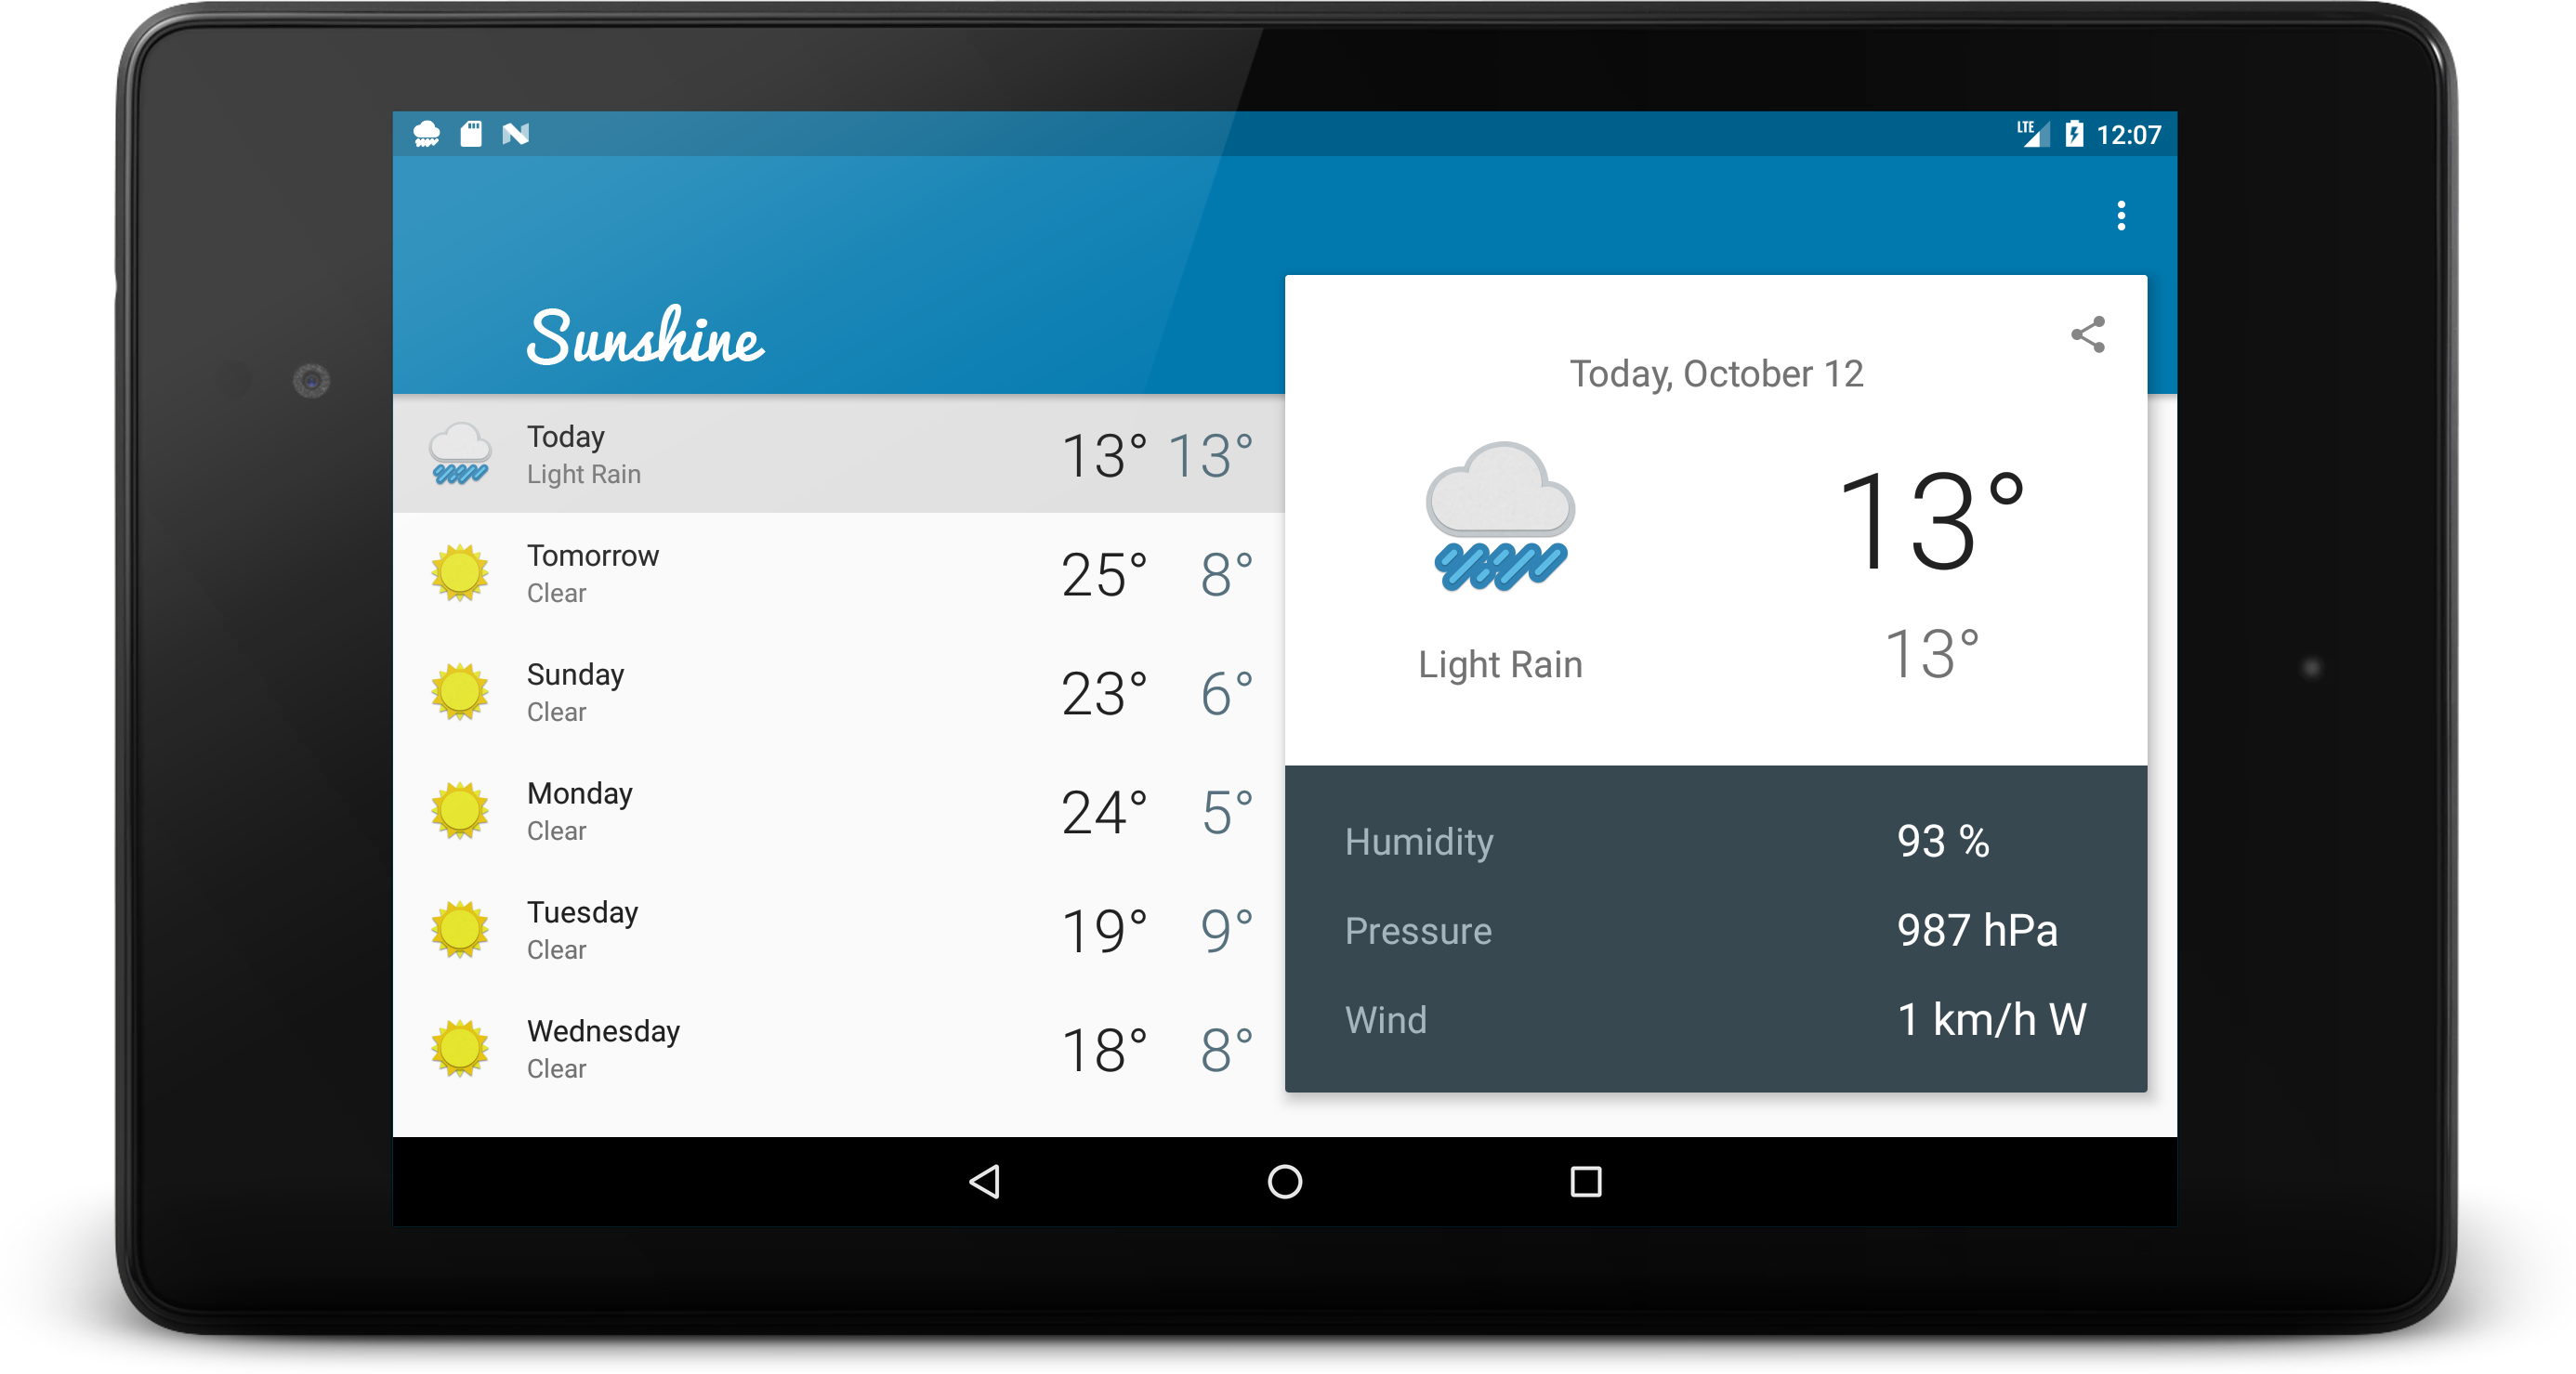 LTE 12:07
Sunshine
Today
Light Rain
13° 13°
Tomorrow
Clear
25° 8°
Sunday
Clear
23° 6°
Monday
Clear
24° 5°
Tuesday
Clear
19° 9°
Wednesday
Clear
18° 8°
Today, October 12
13°
13°
Light Rain
Humidity 93 %
Pressure 987 hPa
Wind 1 km/h W